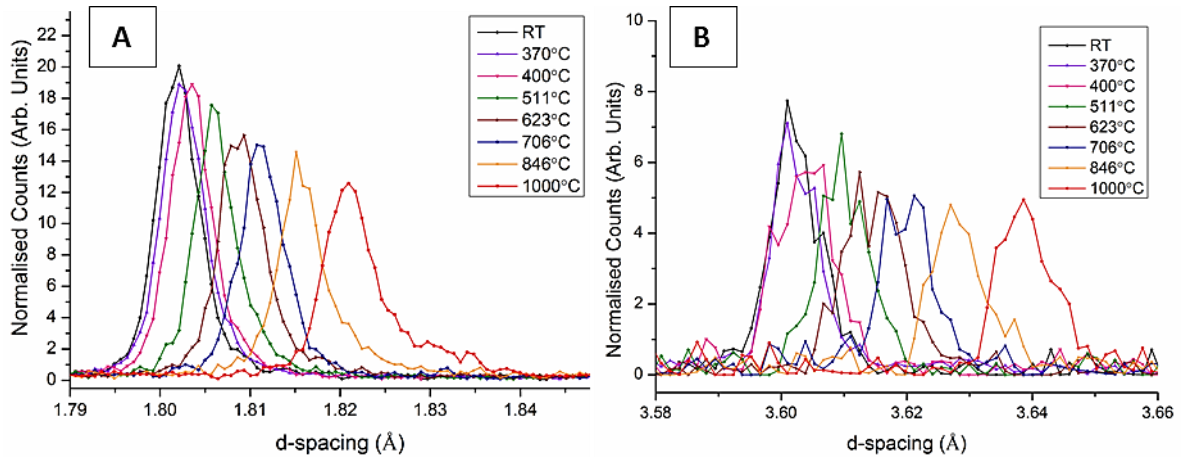 A
Normalised Counts (Arb. Units)
22
20
18
16
14
12
10
8
6
4
2
0
1.79
1.80
1.81
1.82
1.83
1.84
d-spacing (Å)
RT
370°C
400°C
511°C
623°C
706°C
846°C
1000°C
B
Normalised Counts (Arb. Units)
10
8
6
4
2
0
3.58
3.60
3.62
3.64
3.66
d-spacing (Å)
RT
370°C
400°C
511°C
623°C
706°C
846°C
1000°C